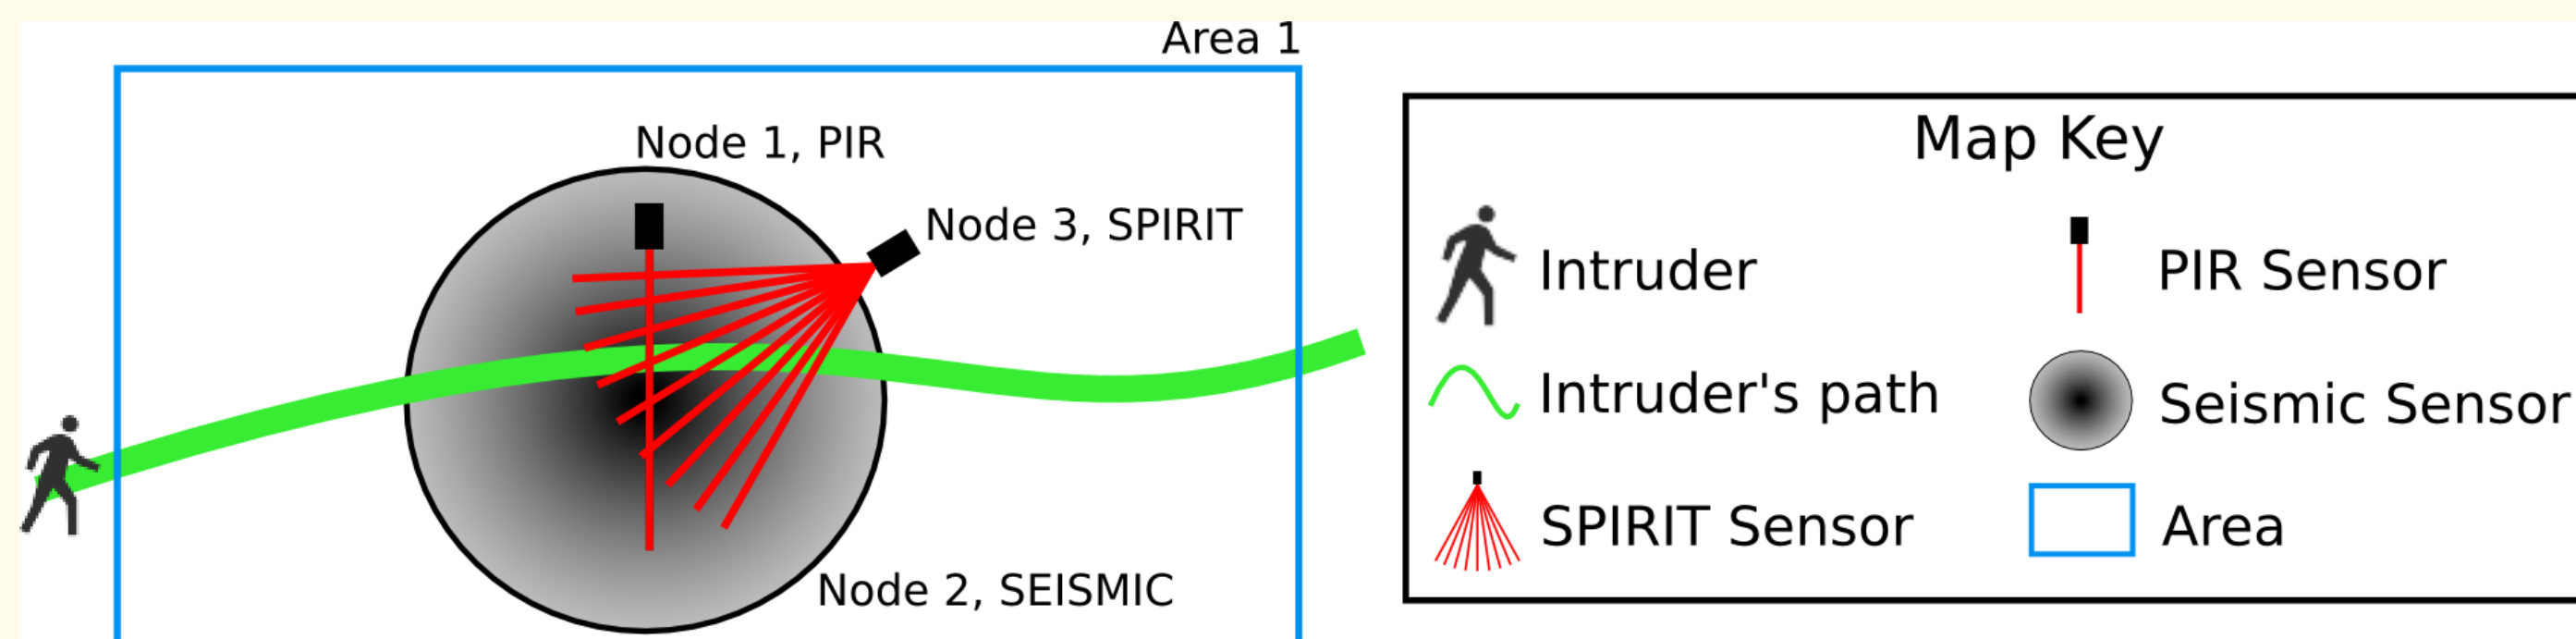 Area 1
Node 1, PIR
Node 3, SPIRIT
Node 2, SEISMIC
Map Key
Intruder
PIR Sensor
Intruder's path
Seismic Sensor
SPIRIT Sensor
Area